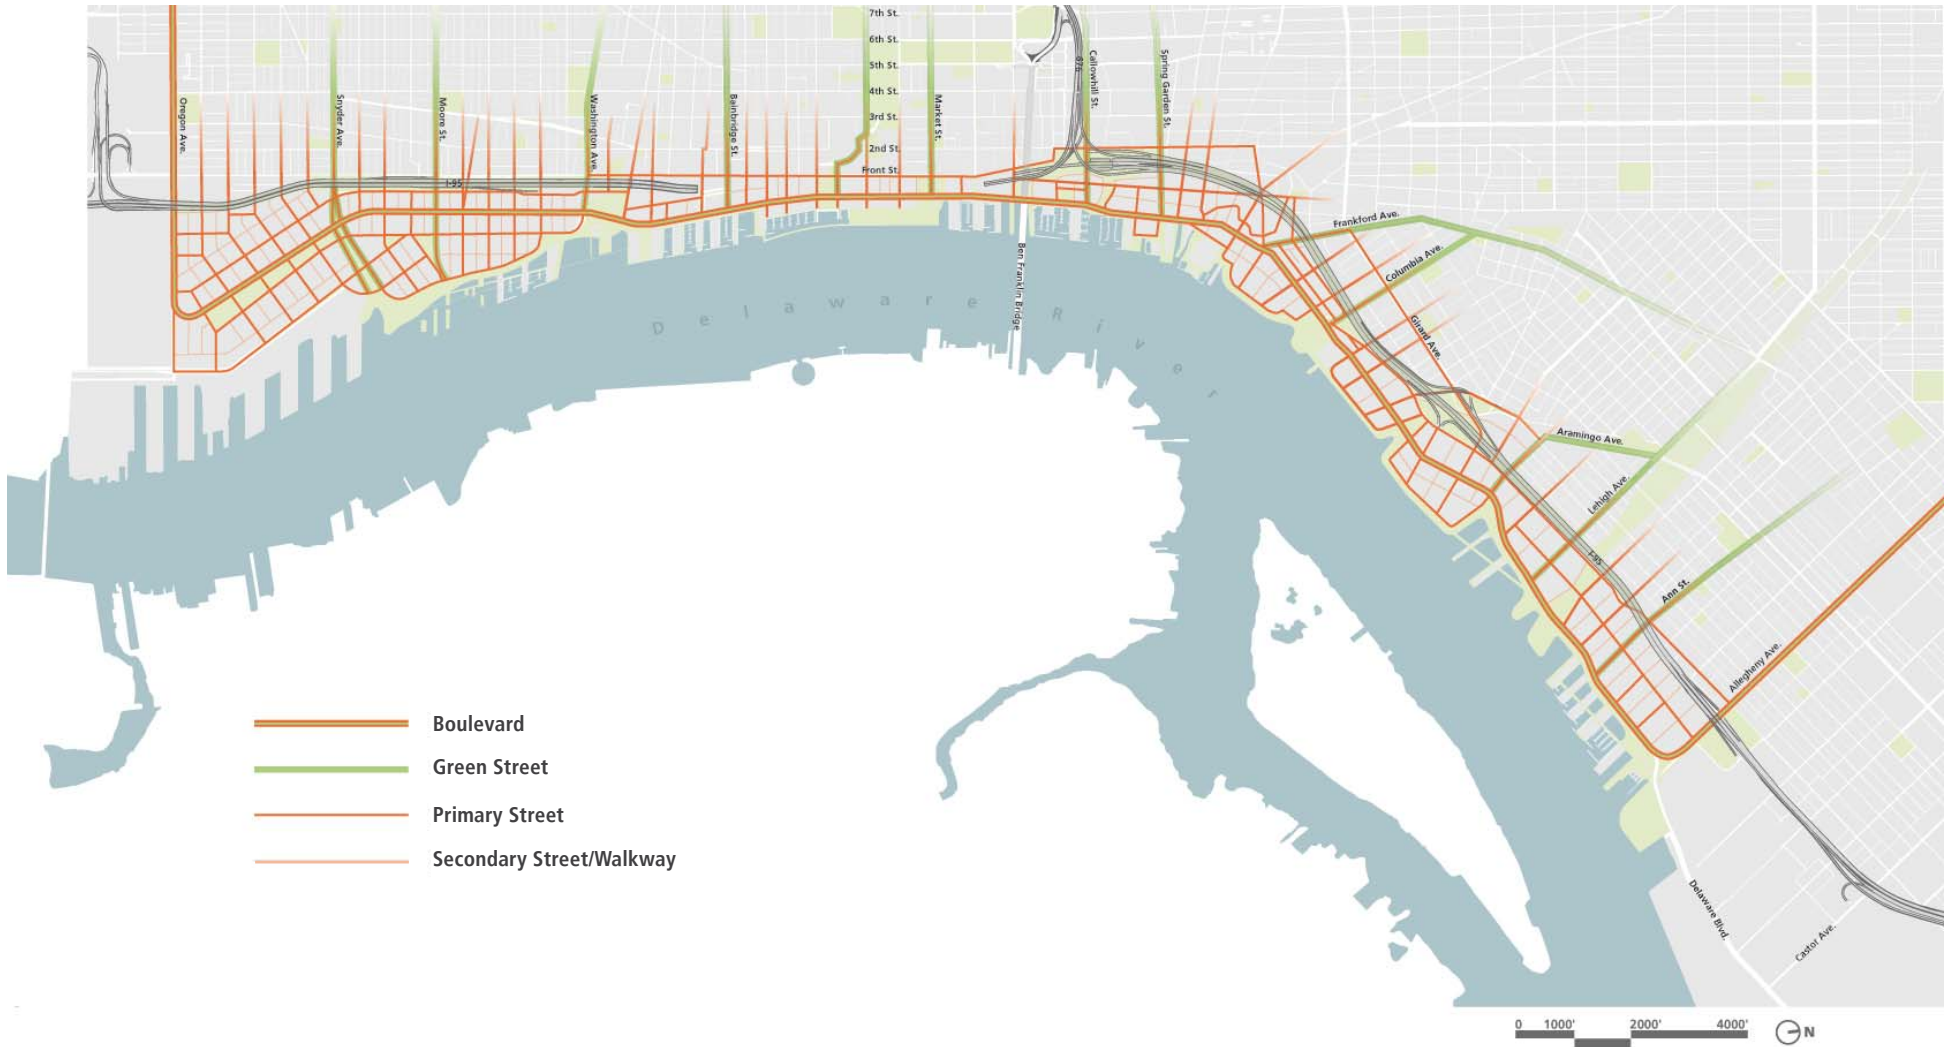 7th St.
6th St.
5th St.
4th St.
3rd St.
2nd St.
Front St.
Oregon Ave.
Snyder Ave.
Moore St.
Washington Ave.
Bainbridge St.
Market St.
676
Callowhill St.
Spring Garden St.
I-95
Ben Franklin Bridge
Frankford Ave.
Columbia Ave.
Girard Ave.
Delaware River
Aramingo Ave.
Lehigh Ave.
I-95
Ann St.
Allegheny Ave.
Boulevard
Green Street
Primary Street
Secondary Street/Walkway
Delaware Blvd.
Castor Ave.
0 1000' 2000' 4000'
N